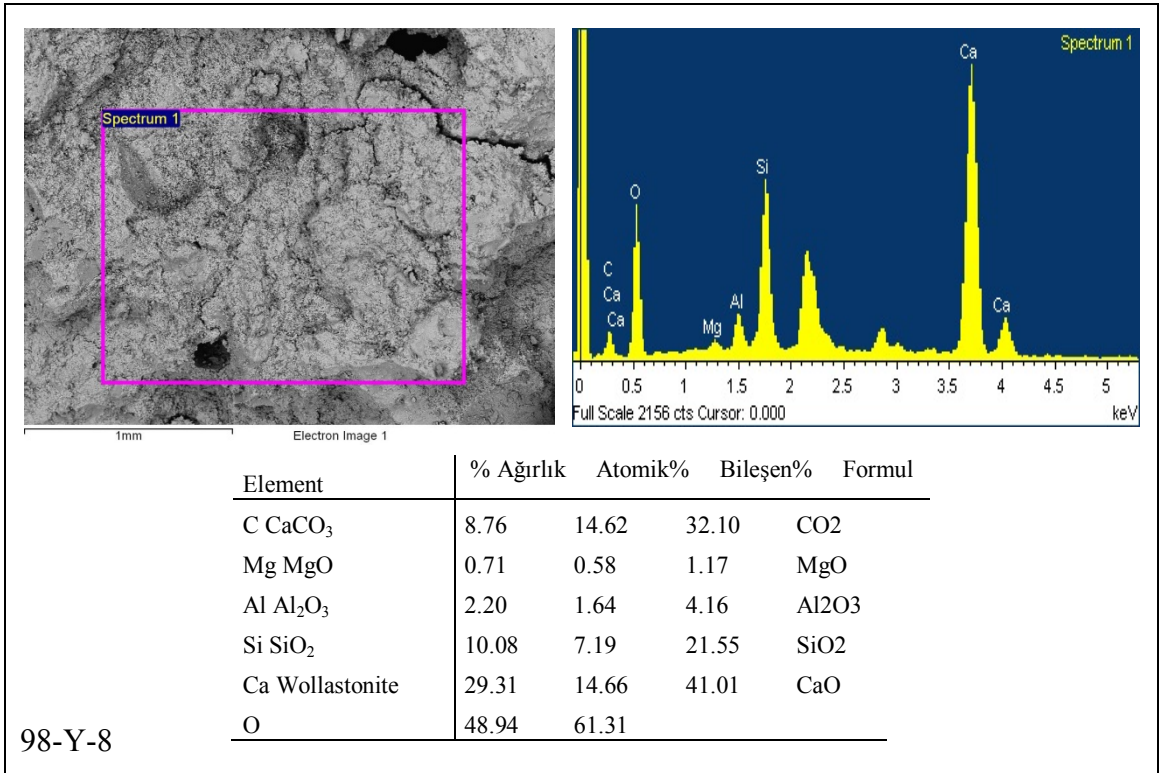 Spectrum 1
1mm
Electron Image 1
Spectrum 1
Ca
Si
O
C
Ca
Ca
Al
Mg
Ca
0 0.5 1 1.5 2 2.5 3 3.5 4 4.5 5
Full Scale 2156 cts Cursor: 0.000 keV
Element % Ağırlık Atomik% Bileşen% Formul
C CaCO₃ 8.76 14.62 32.10 CO2
Mg MgO 0.71 0.58 1.17 MgO
Al Al₂O₃ 2.20 1.64 4.16 Al2O3
Si SiO₂ 10.08 7.19 21.55 SiO2
Ca Wollastonite 29.31 14.66 41.01 CaO
O 48.94 61.31
98-Y-8